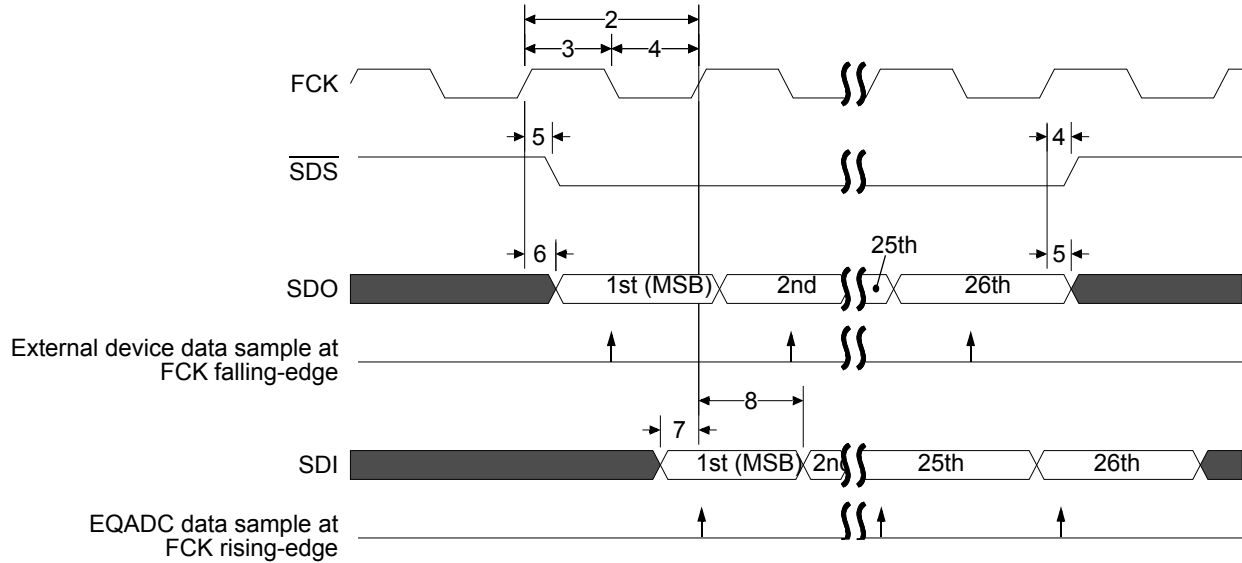 2
3
4
FCK
5
4
SDS
25th
6
5
SDO
1st (MSB)
2nd
26th
External device data sample at
FCK falling-edge
8
7
SDI
1st (MSB)
2nd
25th
26th
EQADC data sample at
FCK rising-edge